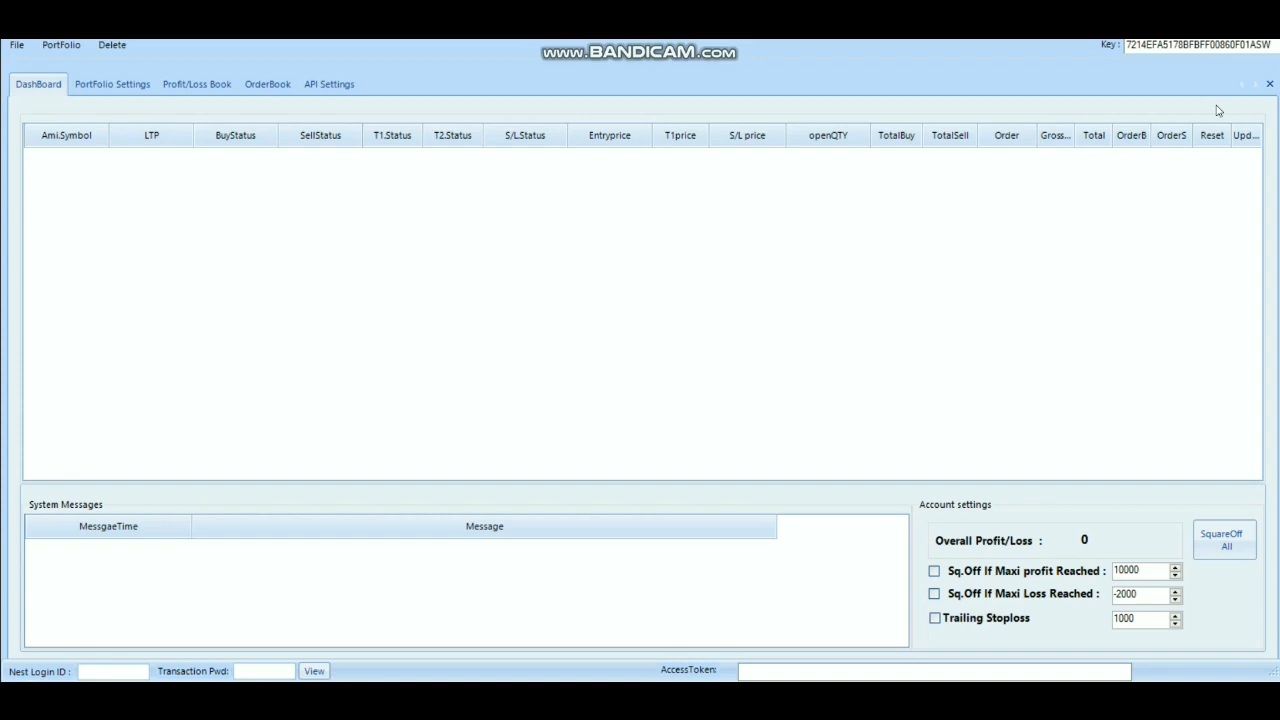 www.BANDICAM.com
File PortFolio Delete Key: 7214EFA5178BFBFF00860F01ASW
DashBoard PortFolio Settings Profit/Loss Book OrderBook API Settings
Ami.Symbol LTP BuyStatus SellStatus T1.Status T2.Status S/L.Status Entryprice T1price S/L price openQTY TotalBuy TotalSell Order Gross... Total OrderB OrderS Reset Upd...
System Messages
MessgaeTime Message
Account settings
Overall Profit/Loss : 0
SquareOff
All
Sq.Off If Maxi profit Reached : 10000
Sq.Off If Maxi Loss Reached : -2000
Trailing Stoploss 1000
Nest Login ID : Transaction Pwd: View AccessToken: